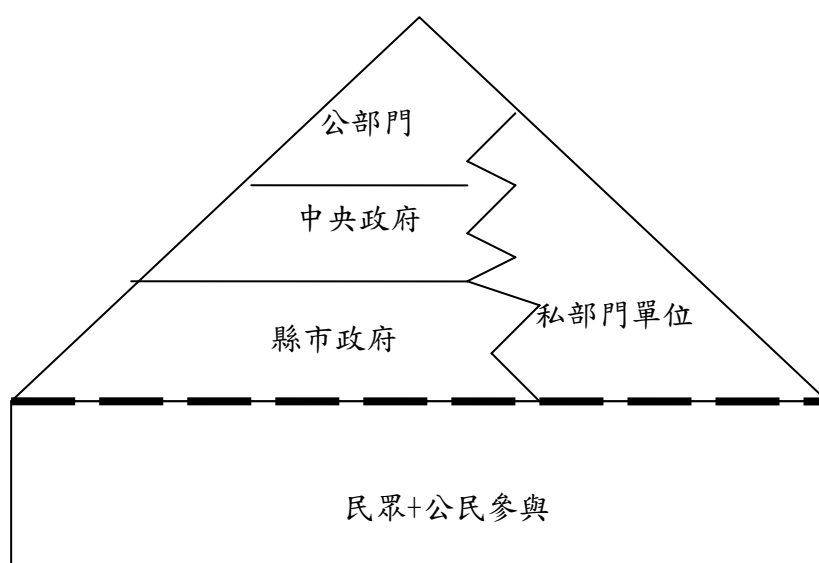 公部門
中央政府
縣市政府
私部門單位
民眾+公民參與